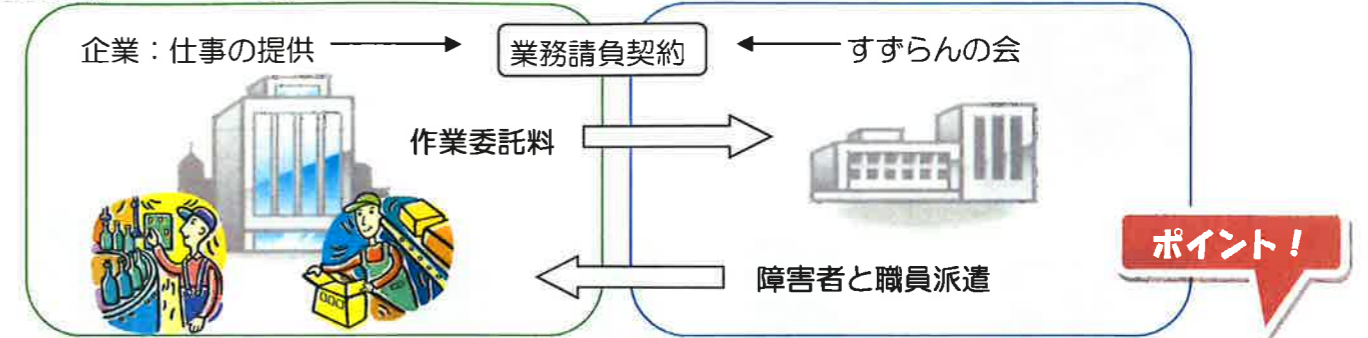 企業：仕事の提供
業務請負契約
すずらんの会
作業委託料
ポイント！
障害者と職員派遣